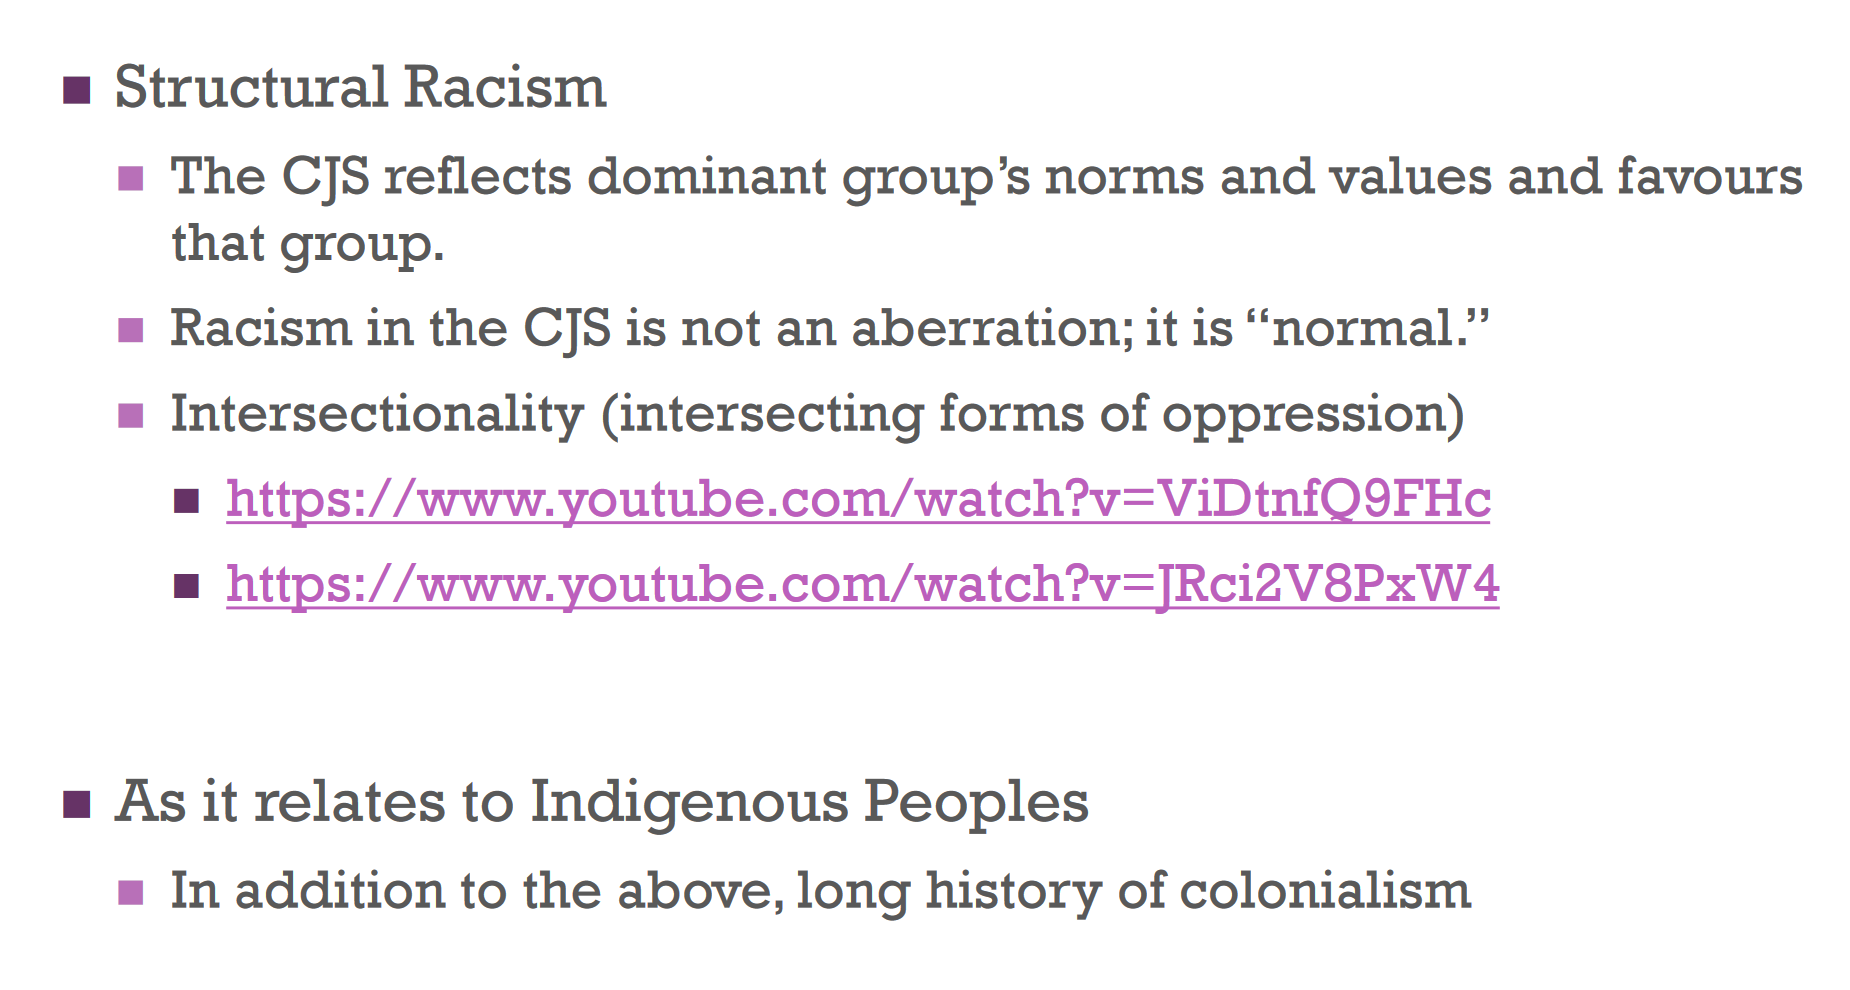 Structural Racism
The CJS reflects dominant group’s norms and values and favours
that group.
Racism in the CJS is not an aberration; it is “normal.”
Intersectionality (intersecting forms of oppression)
https://www.youtube.com/watch?v=ViDtnfQ9FHc
https://www.youtube.com/watch?v=JRci2V8PxW4
As it relates to Indigenous Peoples
In addition to the above, long history of colonialism